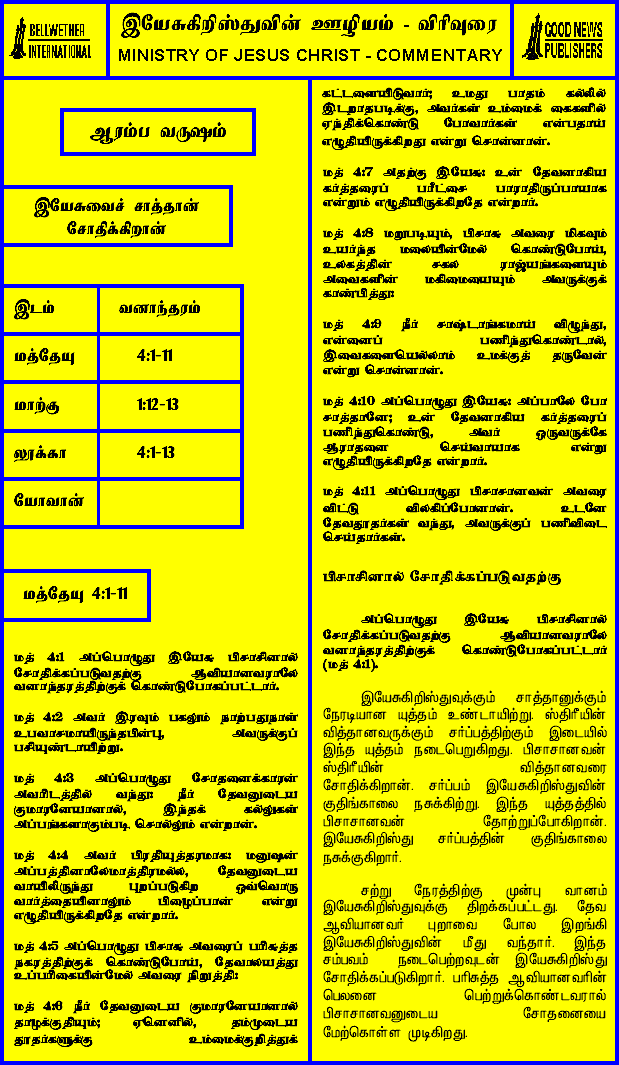 BELLWETHER
INTERNATIONAL
இயேசுகிறிஸ்துவின் ஊழியம் - விரிவுரை
MINISTRY OF JESUS CHRIST - COMMENTARY
GOOD NEWS
PUBLISHERS
ஆரம்ப வருஷம்
இயேசுவைச் சாத்தான்
சோதிக்கிறான்
இடம் வனாந்தரம்
மத்தேயு 4:1-11
மாற்கு 1:12-13
லூக்கா 4:1-13
யோவான்
மத்தேயு 4:1-11
மத் 4:1 அப்பொழுது இயேசு பிசாசினால்
சோதிக்கப்படுவதற்கு ஆவியானவராலே
வனாந்தரத்திற்குக் கொண்டுபோகப்பட்டார்.
மத் 4:2 அவர் இரவும் பகலும் நாற்பதுநாள்
உபவாசமாயிருந்தபின்பு, அவருக்குப்
பசியுண்டாயிற்று.
மத் 4:3 அப்பொழுது சோதனைக்காரன்
அவரிடத்தில் வந்து: நீர் தேவனுடைய
குமாரனேயானால், இந்தக் கல்லுகள்
அப்பங்களாகும்படி சொல்லும் என்றான்.
மத் 4:4 அவர் பிரதியுத்தரமாக: மனுஷன்
அப்பத்தினாலேமாத்திரமல்ல, தேவனுடைய
வாயிலிருந்து புறப்படுகிற ஒவ்வொரு
வார்த்தையினாலும் பிழைப்பான் என்று
எழுதியிருக்கிறதே என்றார்.
மத் 4:5 அப்பொழுது பிசாசு அவரைப் பரிசுத்த
நகரத்திற்குக் கொண்டுபோய், தேவாலயத்து
உப்பரிகையின்மேல் அவரை நிறுத்தி:
மத் 4:6 நீர் தேவனுடைய குமாரனேயானால்
தாழக்குதியும்; ஏனெனில், தம்முடைய
தூதர்களுக்கு உம்மைக்குறித்துக்
கட்டளையிடுவார்; உமது பாதம் கல்லில்
இடறாதபடிக்கு, அவர்கள் உம்மைக் கைகளில்
ஏந்திக்கொண்டு போவார்கள் என்பதாய்
எழுதியிருக்கிறது என்று சொன்னான்.
மத் 4:7 அதற்கு இயேசு: உன் தேவனாகிய
கர்த்தரைப் பரீட்சை பாராதிருப்பாயாக
என்றும் எழுதியிருக்கிறதே என்றார்.
மத் 4:8 மறுபடியும், பிசாசு அவரை மிகவும்
உயர்ந்த மலையின்மேல் கொண்டுபோய்,
உலகத்தின் சகல ராஜ்யங்களையும்
அவைகளின் மகிமையையும் அவருக்குக்
காண்பித்து:
மத் 4:9 நீர் சாஷ்டாங்கமாய் விழுந்து,
என்னைப் பணிந்துகொண்டால்,
இவைகளையெல்லாம் உமக்குத் தருவேன்
என்று சொன்னான்.
மத் 4:10 அப்பொழுது இயேசு: அப்பாலே போ
சாத்தானே; உன் தேவனாகிய கர்த்தரைப்
பணிந்துகொண்டு, அவர் ஒருவருக்கே
ஆராதனை செய்வாயாக என்று
எழுதியிருக்கிறதே என்றார்.
மத் 4:11 அப்பொழுது பிசாசானவன் அவரை
விட்டு விலகிப்போனான். உடனே
தேவதூதர்கள் வந்து, அவருக்குப் பணிவிடை
செய்தார்கள்.
பிசாசினால் சோதிக்கப்படுவதற்கு
அப்பொழுது இயேசு பிசாசினால்
சோதிக்கப்படுவதற்கு ஆவியானவராலே
வனாந்தரத்திற்குக் கொண்டுபோகப்பட்டார்
(மத் 4:1).
இயேசுகிறிஸ்துவுக்கும் சாத்தானுக்கும்
நேரடியான யுத்தம் உண்டாயிற்று. ஸ்திரீயின்
வித்தானவருக்கும் சர்ப்பத்திற்கும் இடையில்
இந்த யுத்தம் நடைபெறுகிறது. பிசாசானவன்
ஸ்திரீயின் வித்தானவரை
சோதிக்கிறான். சர்ப்பம் இயேசுகிறிஸ்துவின்
குதிங்காலை நசுக்கிற்று. இந்த யுத்தத்தில்
பிசாசானவன் தோற்றுப்போகிறான்.
இயேசுகிறிஸ்து சர்ப்பத்தின் குதிங்காலை
நசுக்குகிறார்.
சற்று நேரத்திற்கு முன்பு வானம்
இயேசுகிறிஸ்துவுக்கு திறக்கப்பட்டது. தேவ
ஆவியானவர் புறாவை போல இறங்கி
இயேசுகிறிஸ்துவின் மீது வந்தார். இந்த
சம்பவம் நடைபெற்றவுடன் இயேசுகிறிஸ்து
சோதிக்கப்படுகிறார். பரிசுத்த ஆவியானவரின்
பெலனை பெற்றுக்கொண்டவரால்
பிசாசானவனுடைய சோதனையை
மேற்கொள்ள முடிகிறது.